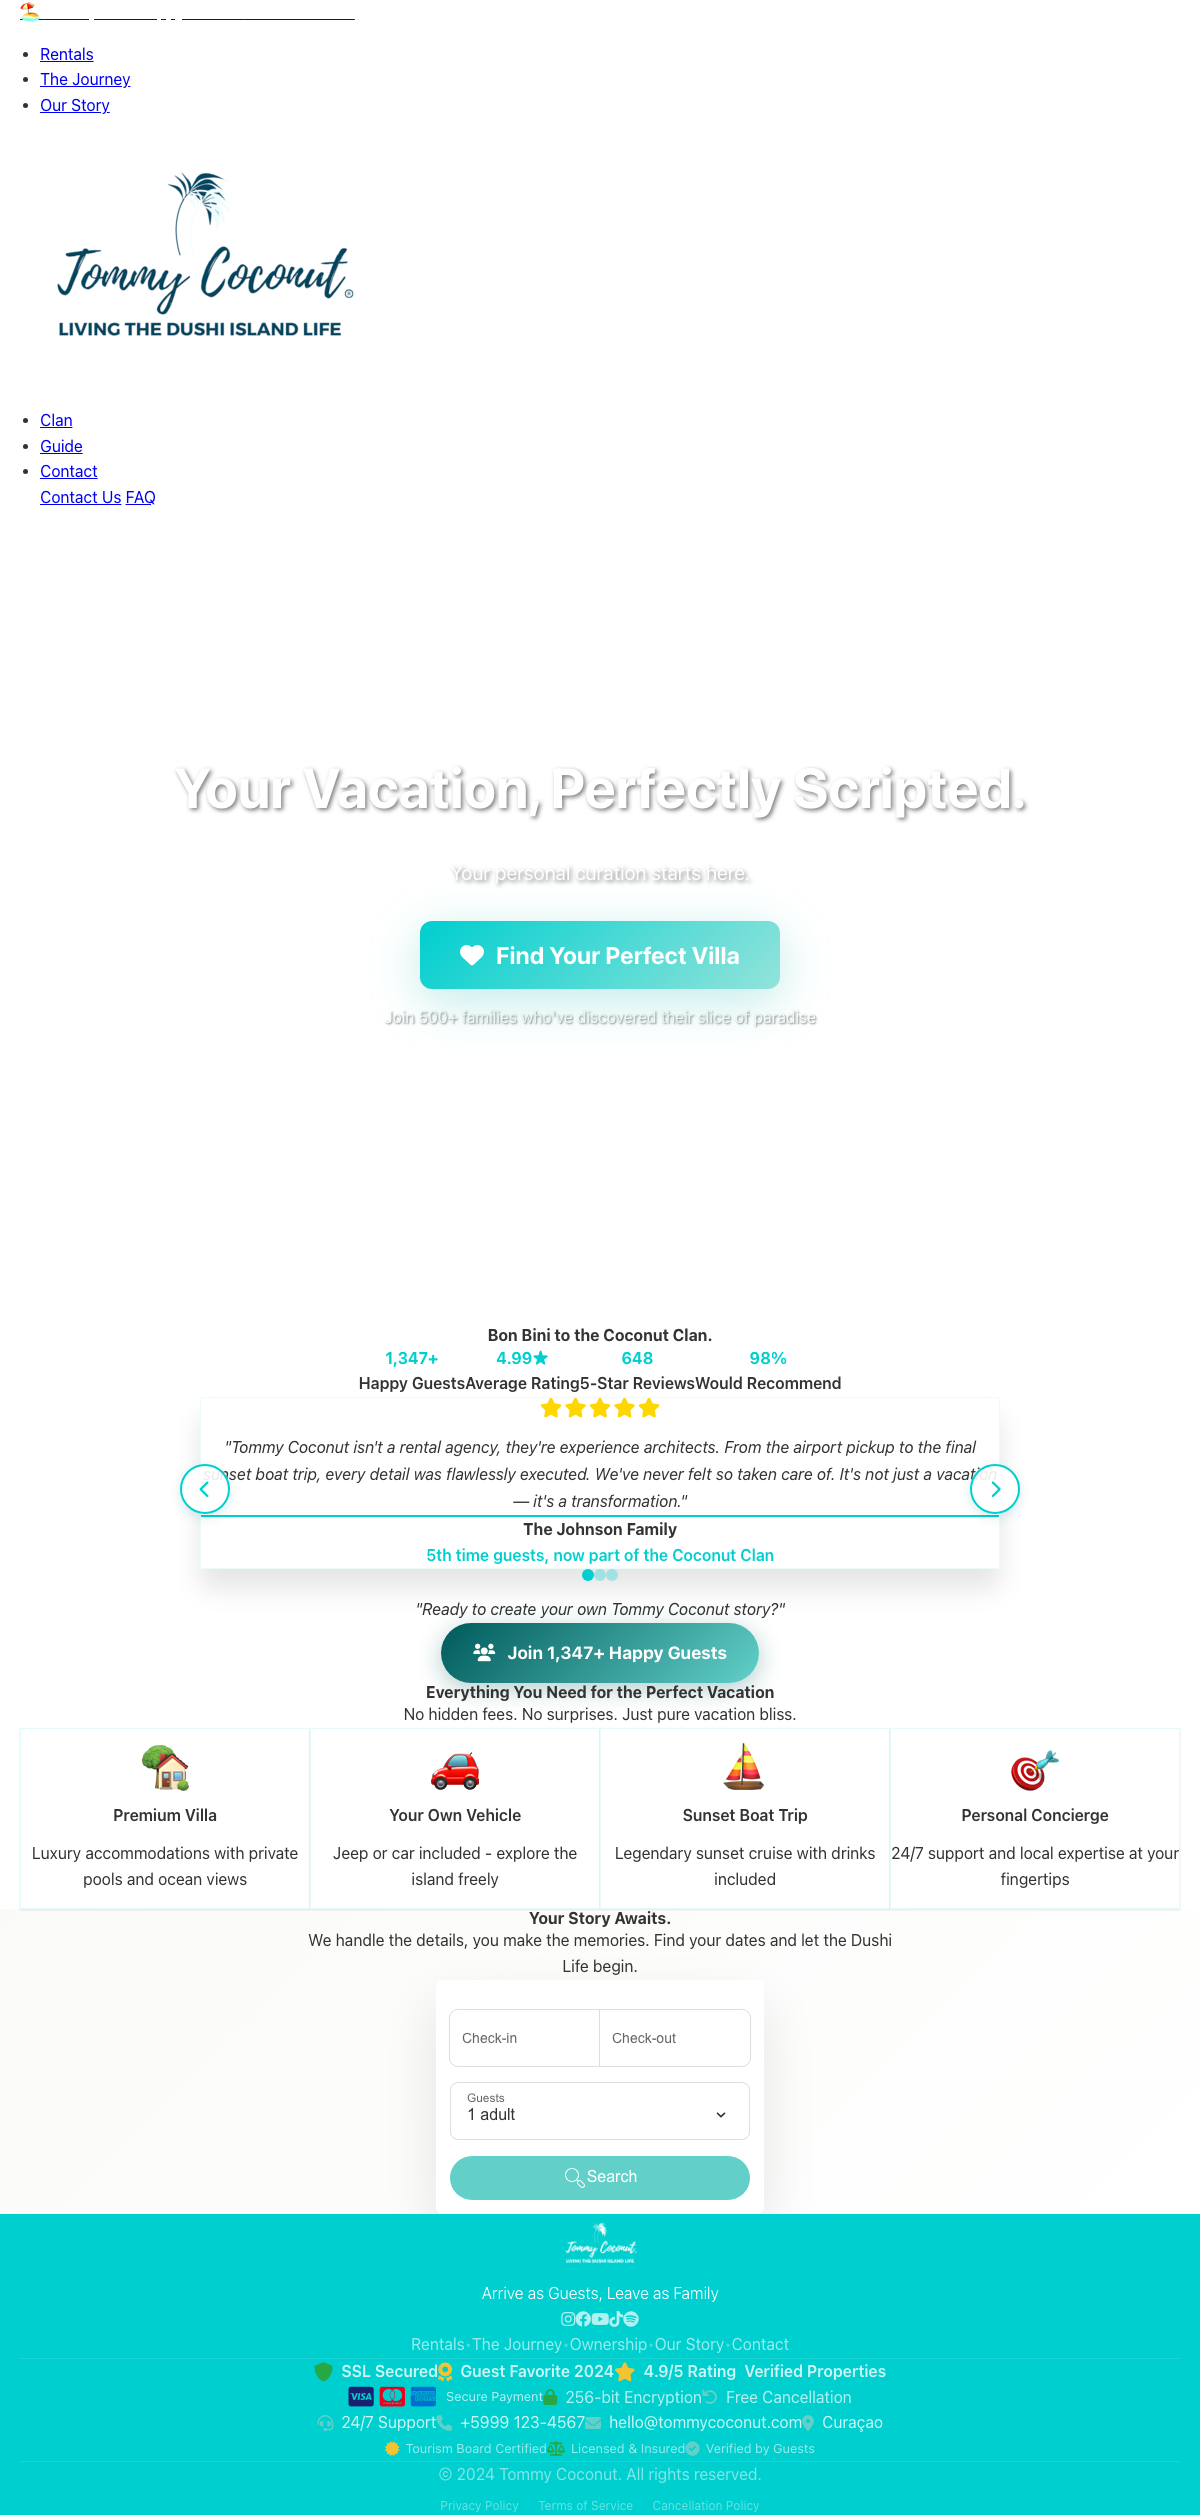 Rentals
The Journey
Our Story
Tommy Coconut®
LIVING THE DUSHI ISLAND LIFE
Clan
Guide
Contact
Contact Us FAQ
Your Vacation, Perfectly Scripted.
Your personal curation starts here.
Find Your Perfect Villa
Join 500+ families who've discovered their slice of paradise
Bon Bini to the Coconut Clan.
1,347+ 4.99★ 648 98%
Happy Guests Average Rating 5-Star Reviews Would Recommend
"Tommy Coconut isn't a rental agency, they're experience architects. From the airport pickup to the final
sunset boat trip, every detail was flawlessly executed. We've never felt so taken care of. It's not just a vacation
— it's a transformation."
The Johnson Family
5th time guests, now part of the Coconut Clan
"Ready to create your own Tommy Coconut story?"
Join 1,347+ Happy Guests
Everything You Need for the Perfect Vacation
No hidden fees. No surprises. Just pure vacation bliss.
Premium Villa
Luxury accommodations with private
pools and ocean views
Your Own Vehicle
Jeep or car included - explore the
island freely
Sunset Boat Trip
Legendary sunset cruise with drinks
included
Personal Concierge
24/7 support and local expertise at your
fingertips
Your Story Awaits.
We handle the details, you make the memories. Find your dates and let the Dushi
Life begin.
Check-in Check-out
Guests
1 adult
Search
Tommy Coconut
LIVING THE DUSHI ISLAND LIFE
Arrive as Guests, Leave as Family
Rentals • The Journey • Ownership • Our Story • Contact
SSL Secured Guest Favorite 2024 4.9/5 Rating Verified Properties
VISA Secure Payment 256-bit Encryption Free Cancellation
24/7 Support +5999 123-4567 hello@tommycoconut.com Curaçao
Tourism Board Certified Licensed & Insured Verified by Guests
© 2024 Tommy Coconut. All rights reserved.
Privacy Policy Terms of Service Cancellation Policy